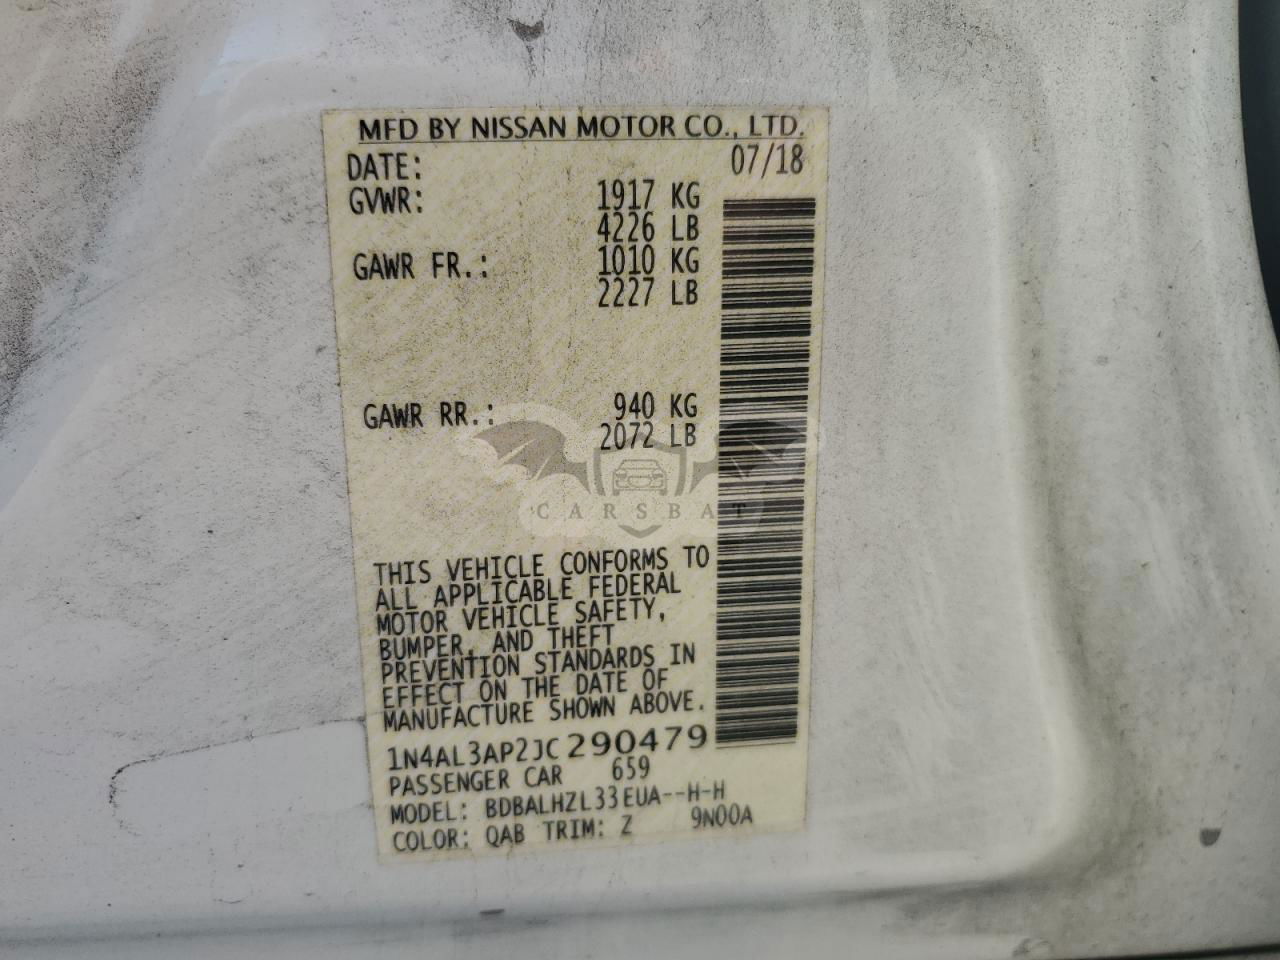 MFD BY NISSAN MOTOR CO., LTD.
DATE: 07/18
GVWR: 1917 KG
4226 LB
GAWR FR.: 1010 KG
2227 LB
GAWR RR.: 940 KG
2072 LB
CARSBAT
THIS VEHICLE CONFORMS TO
ALL APPLICABLE FEDERAL
MOTOR VEHICLE SAFETY,
BUMPER, AND THEFT
PREVENTION STANDARDS IN
EFFECT ON THE DATE OF
MANUFACTURE SHOWN ABOVE.
1N4AL3AP2JC290479
PASSENGER CAR 659
MODEL: BDBALHZL33EUA--H-H
COLOR: QAB TRIM: Z 9N00A